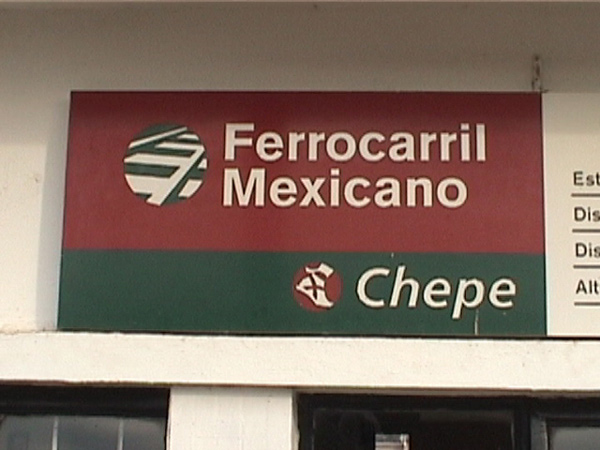 Ferrocarril
Mexicano
Chepe
Est
Dis
Dis
Alt